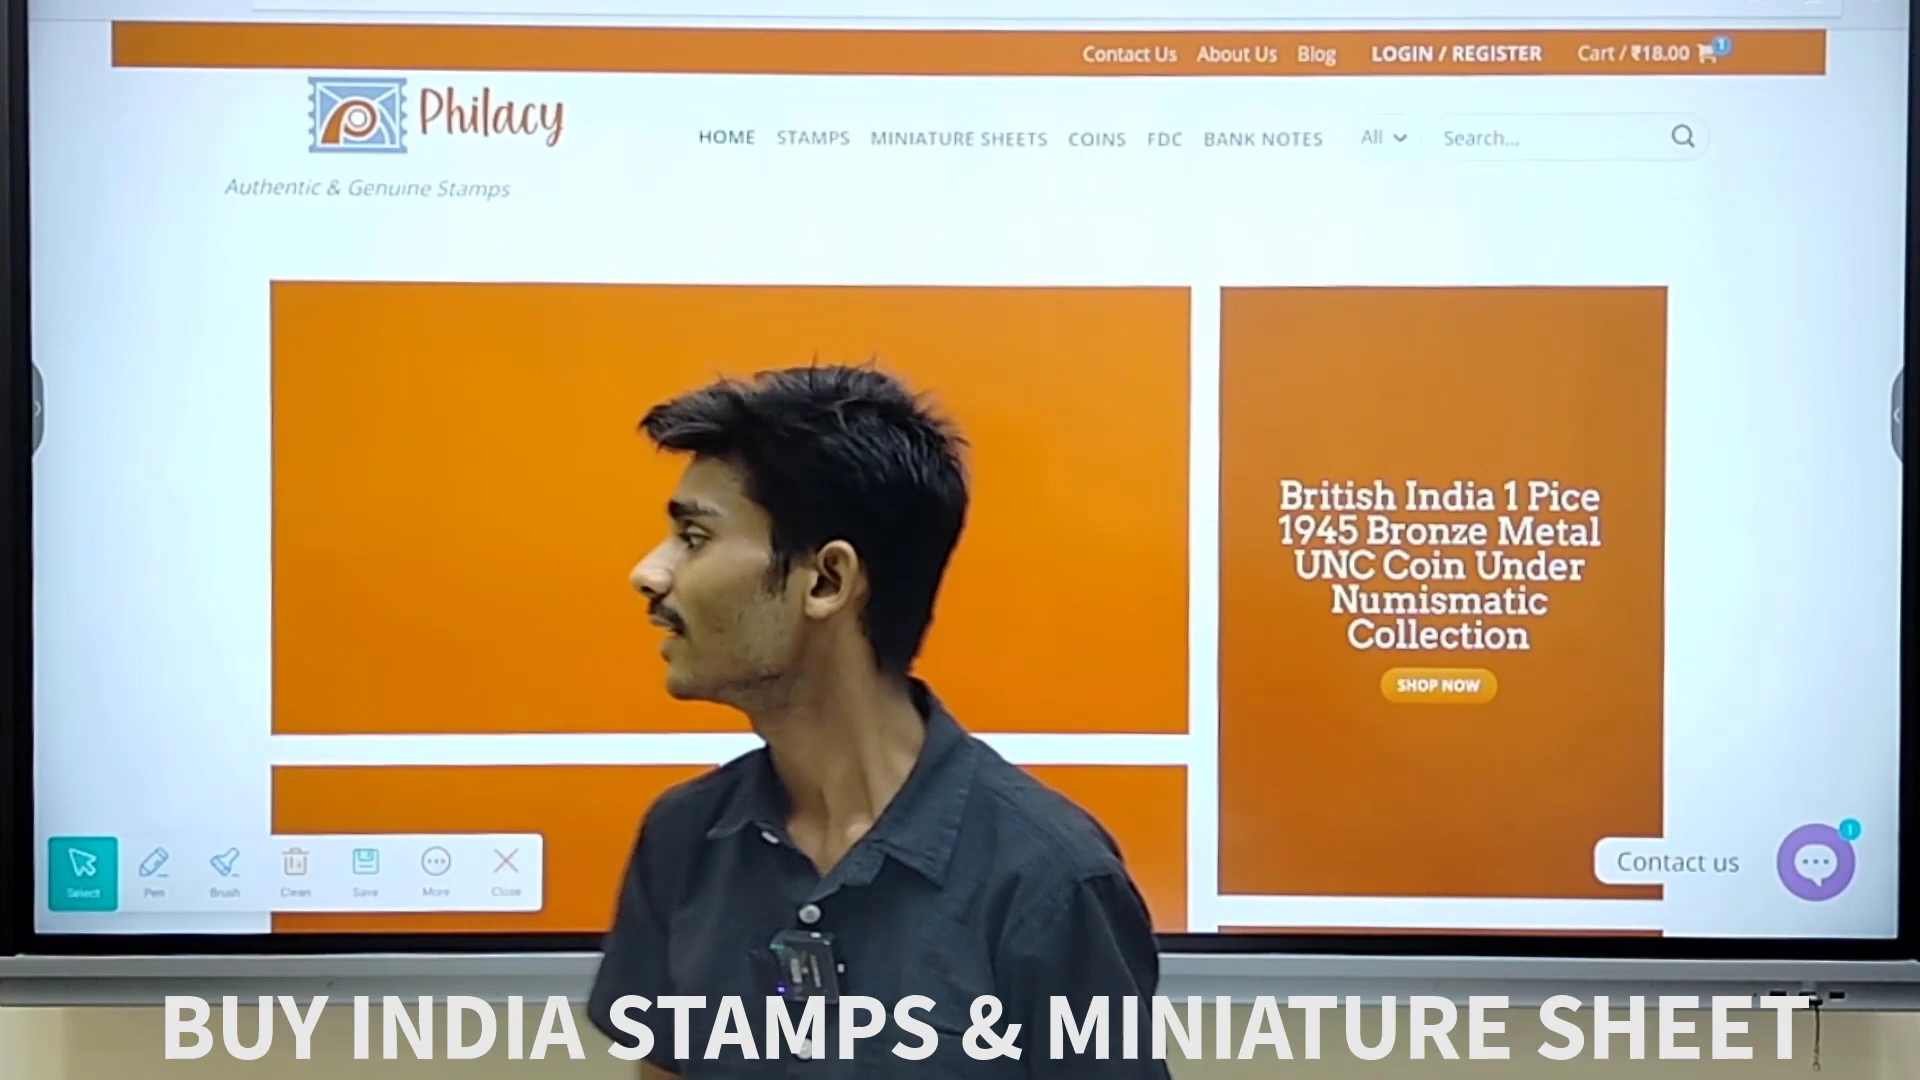 Contact Us About Us Blog LOGIN / REGISTER Cart / ₹18.00 1
Philacy
HOME STAMPS MINIATURE SHEETS COINS FDC BANK NOTES All Search...
Authentic & Genuine Stamps
British India 1 Pice
1945 Bronze Metal
UNC Coin Under
Numismatic
Collection
SHOP NOW
1
Contact us
Select Pen Brush Clean Save More Close
BUY INDIA STAMPS & MINIATURE SHEET